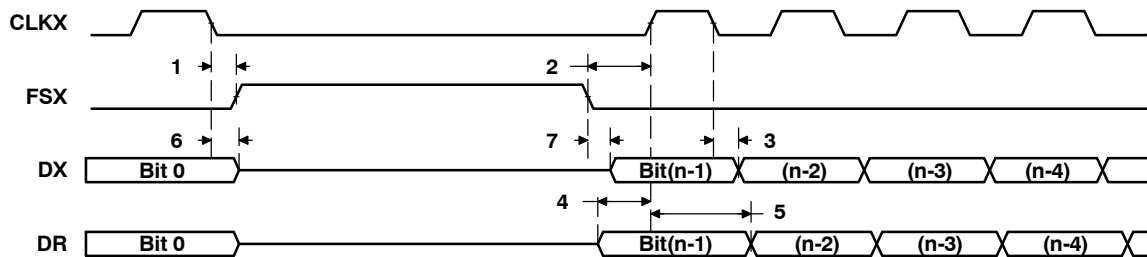 CLKX
1
2
FSX
6
7
3
DX
Bit 0
Bit(n-1)
(n-2)
(n-3)
(n-4)
4
5
DR
Bit 0
Bit(n-1)
(n-2)
(n-3)
(n-4)